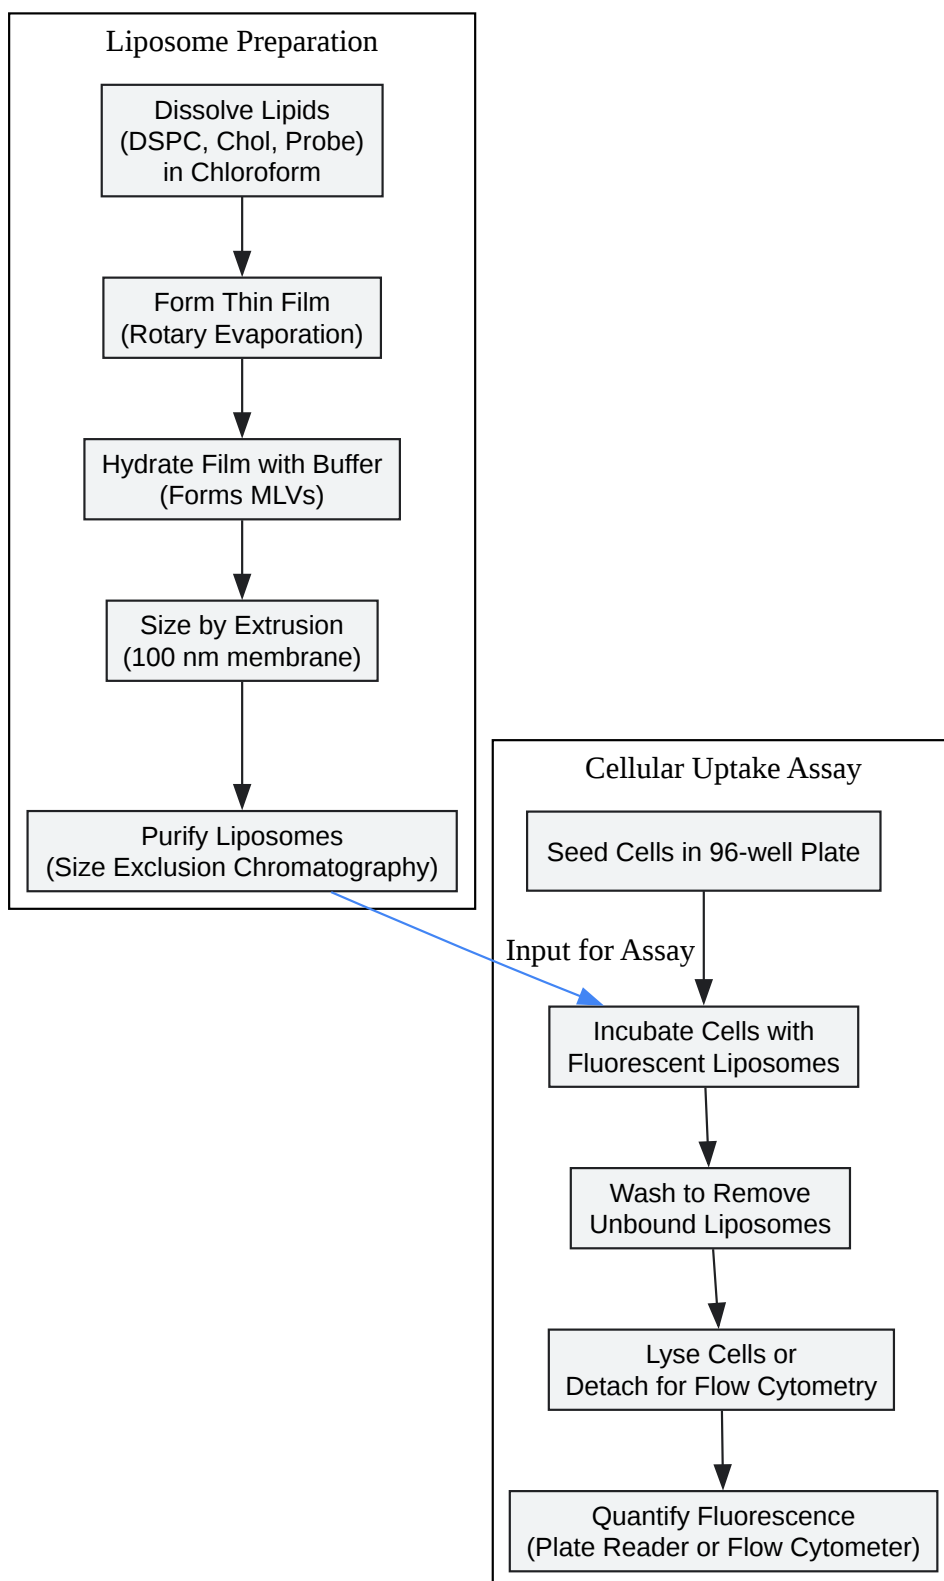 Liposome Preparation
Dissolve Lipids
(DSPC, Chol, Probe)
in Chloroform
Form Thin Film
(Rotary Evaporation)
Hydrate Film with Buffer
(Forms MLVs)
Size by Extrusion
(100 nm membrane)
Purify Liposomes
(Size Exclusion Chromatography)
Cellular Uptake Assay
Seed Cells in 96-well Plate
Input for Assay
Incubate Cells with
Fluorescent Liposomes
Wash to Remove
Unbound Liposomes
Lyse Cells or
Detach for Flow Cytometry
Quantify Fluorescence
(Plate Reader or Flow Cytometer)